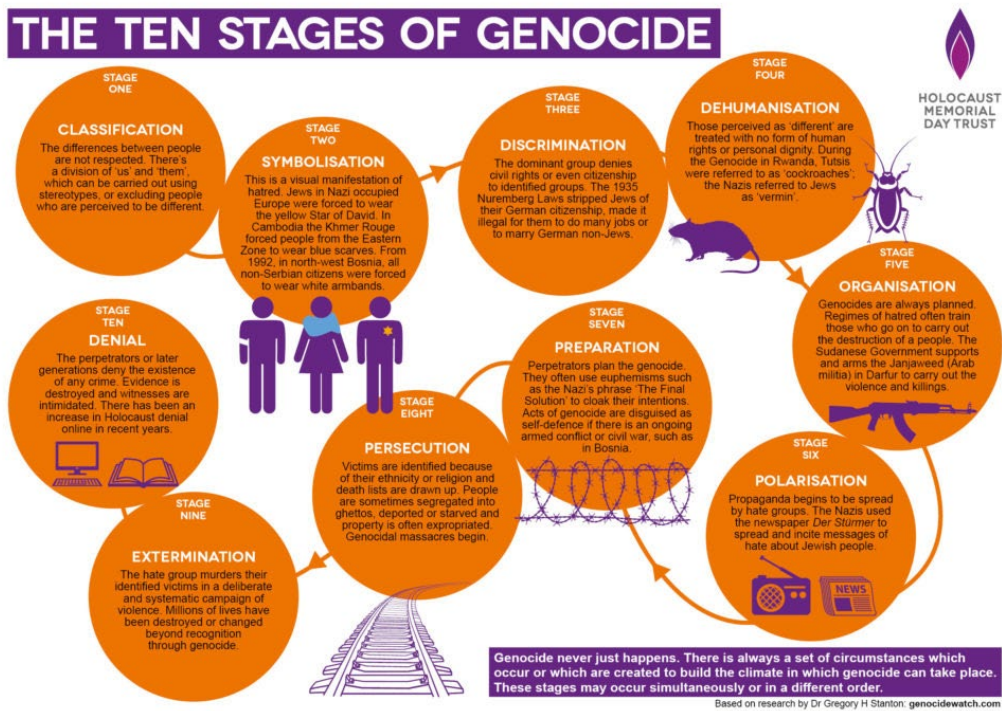 THE TEN STAGES OF GENOCIDE
HOLOCAUST
MEMORIAL
DAY TRUST
STAGE
ONE
CLASSIFICATION
The differences between people
are not respected. There's
a division of 'us' and 'them',
which can be carried out using
stereotypes, or excluding people
who are perceived to be different.
STAGE
TWO
SYMBOLISATION
This is a visual manifestation of
hatred. Jews in Nazi occupied
Europe were forced to wear
the yellow Star of David. In
Cambodia the Khmer Rouge
forced people from the Eastern
Zone to wear blue scarves. From
1992, in north-west Bosnia, all
non-Serbian citizens were forced
to wear white armbands.
STAGE
THREE
DISCRIMINATION
The dominant group denies
civil rights or even citizenship
to identified groups. The 1935
Nuremberg Laws stripped Jews of
their German citizenship, made it
illegal for them to do many jobs or
to marry German non-Jews.
STAGE
FOUR
DEHUMANISATION
Those perceived as 'different' are
treated with no form of human
rights or personal dignity. During
the Genocide in Rwanda, Tutsis
were referred to as 'cockroaches';
the Nazis referred to Jews
as 'vermin'.
STAGE
FIVE
ORGANISATION
Genocides are always planned.
Regimes of hatred often train
those who go on to carry out
the destruction of a people. The
Sudanese Government supports
and arms the Janjaweed (Arab
militia) in Darfur to carry out the
violence and killings.
STAGE
SIX
POLARISATION
Propaganda begins to be spread
by hate groups. The Nazis used
the newspaper Der Stürmer to
spread and incite messages of
hate about Jewish people.
NEWS
STAGE
SEVEN
PREPARATION
Perpetrators plan the genocide.
They often use euphemisms such
as the Nazi's phrase 'The Final
Solution' to cloak their intentions.
Acts of genocide are disguised as
self-defence if there is an ongoing
armed conflict or civil war, such as
in Bosnia.
STAGE
EIGHT
PERSECUTION
Victims are identified because
of their ethnicity or religion and
death lists are drawn up. People
are sometimes segregated into
ghettos, deported or starved and
property is often expropriated.
Genocidal massacres begin.
STAGE
NINE
EXTERMINATION
The hate group murders their
identified victims in a deliberate
and systematic campaign of
violence. Millions of lives have
been destroyed or changed
beyond recognition
through genocide.
STAGE
TEN
DENIAL
The perpetrators or later
generations deny the existence
of any crime. Evidence is
destroyed and witnesses are
intimidated. There has been an
increase in Holocaust denial
online in recent years.
Genocide never just happens. There is always a set of circumstances which
occur or which are created to build the climate in which genocide can take place.
These stages may occur simultaneously or in a different order.
Based on research by Dr Gregory H Stanton: genocidewatch.com